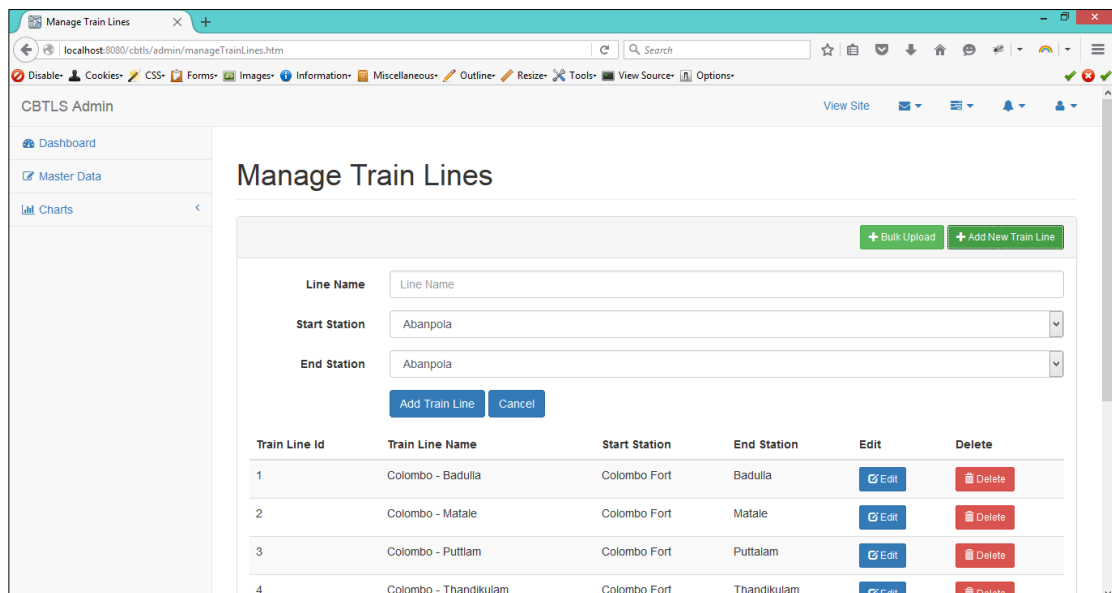 Manage Train Lines
localhost:8080/cbtls/admin/manageTrainLines.htm
Search
Disable Cookies CSS Forms Images Information Miscellaneous Outline Resize Tools View Source Options
CBTLS Admin
View Site
Dashboard
Master Data
Charts
Manage Train Lines
Bulk Upload
Add New Train Line
Line Name
Line Name
Start Station
Abanpola
End Station
Abanpola
Add Train Line
Cancel
Train Line Id Train Line Name Start Station End Station Edit Delete
1 Colombo - Badulla Colombo Fort Badulla Edit Delete
2 Colombo - Matale Colombo Fort Matale Edit Delete
3 Colombo - Puttlam Colombo Fort Puttalam Edit Delete
4 Colombo - Thandikulam Colombo Fort Thandikulam Edit Delete